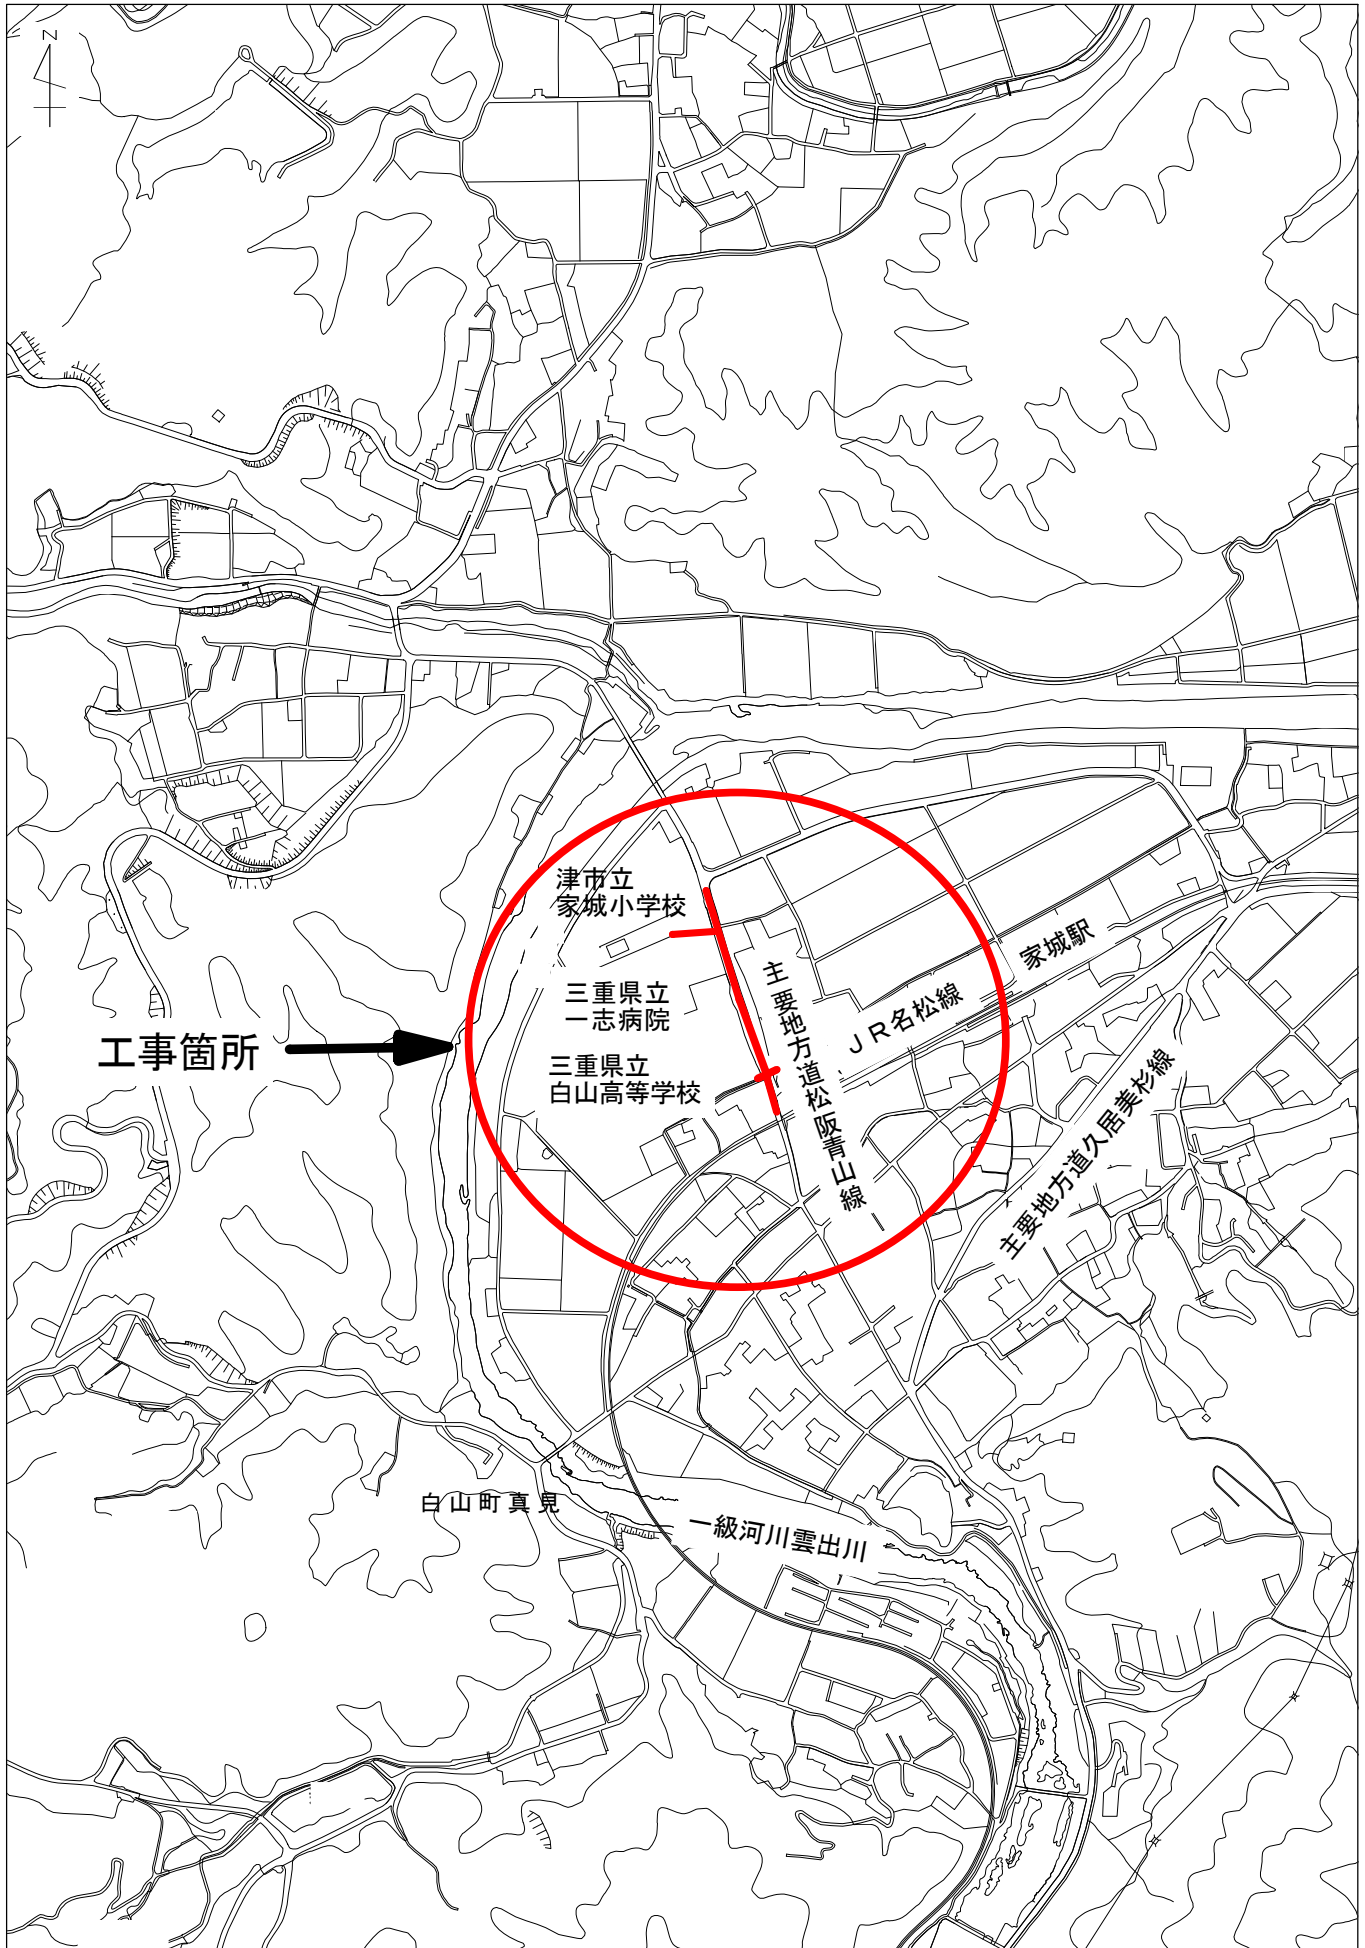 N
津市立
家城小学校
家城駅
三重県立
一志病院
主要地方道松阪青山線
JR名松線
工事箇所
三重県立
白山高等学校
主要地方道久居美杉線
白山町真見
一級河川雲出川